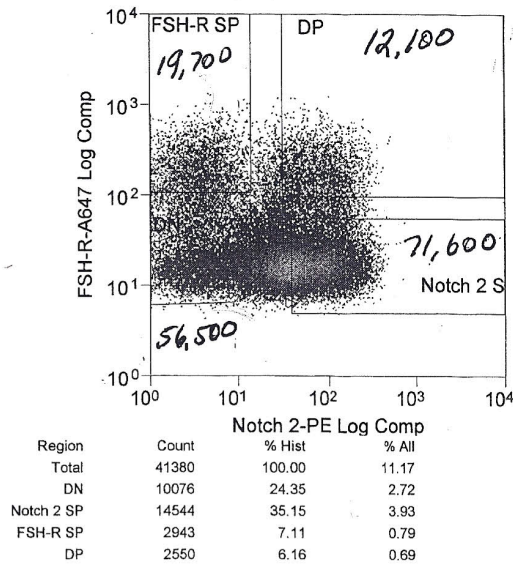 10⁴
FSH-R SP
DP
19,700
12,100
10³
FSH-R-A647 Log Comp
10²
DN
71,600
Notch 2 S
10¹
56,500
10⁰
10⁰ 10¹ 10² 10³ 10⁴
Notch 2-PE Log Comp
Region Count % Hist % All
Total 41380 100.00 11.17
DN 10076 24.35 2.72
Notch 2 SP 14544 35.15 3.93
FSH-R SP 2943 7.11 0.79
DP 2550 6.16 0.69